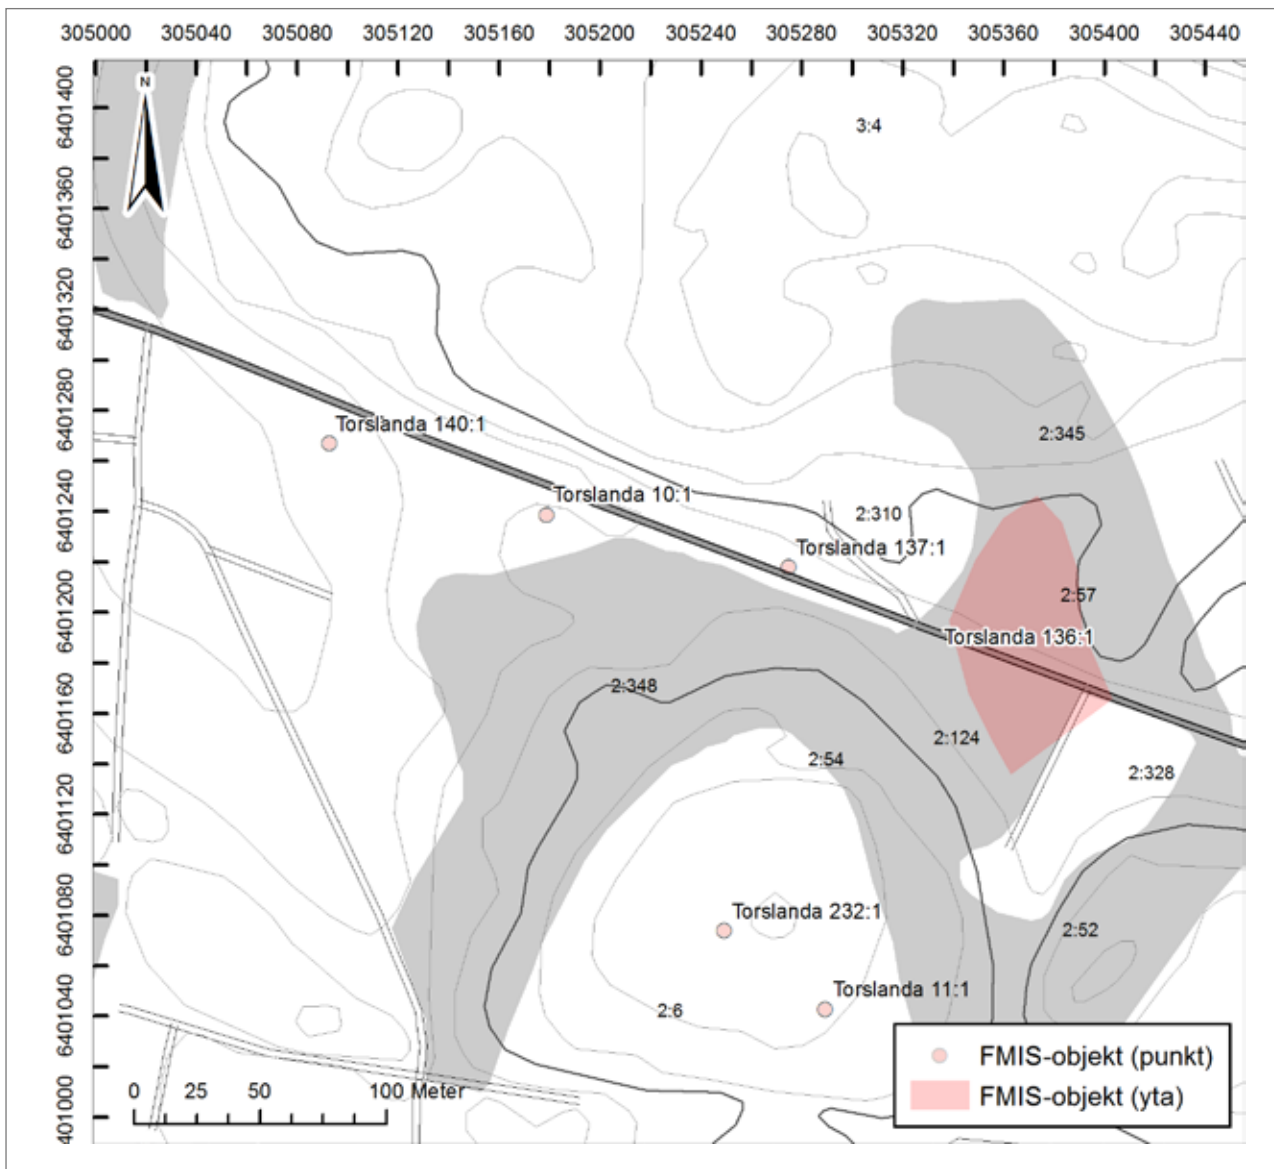 305000 305040 305080 305120 305160 305200 305240 305280 305320 305360 305400 305440
6401400
6401360
6401320
6401280
6401240
6401200
6401160
6401120
6401080
6401040
401000
N
3:4
Torslanda 140:1
2:345
Torslanda 10:1
2:310
Torslanda 137:1
2:57
Torslanda 136:1
2:348
2:124
2:54
2:328
Torslanda 232:1
2:52
Torslanda 11:1
2:6
FMIS-objekt (punkt)
FMIS-objekt (yta)
0 25 50 100 Meter